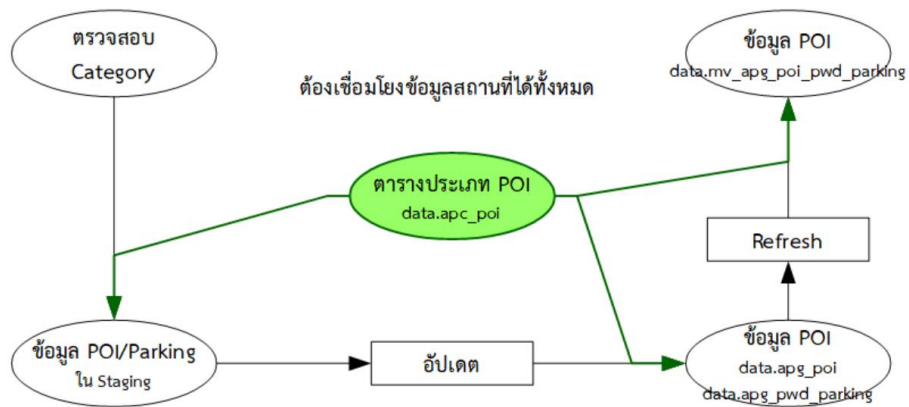 ตรวจสอบ
Category
ข้อมูล POI
data.mv_apg_poi_pwd_parking
ต้องเชื่อมโยงข้อมูลสถานที่ได้ทั้งหมด
ตารางประเภท POI
data.apc_poi
Refresh
ข้อมูล POI/Parking
ใน Staging
อัปเดต
ข้อมูล POI
data.apg_poi
data.apg_pwd_parking